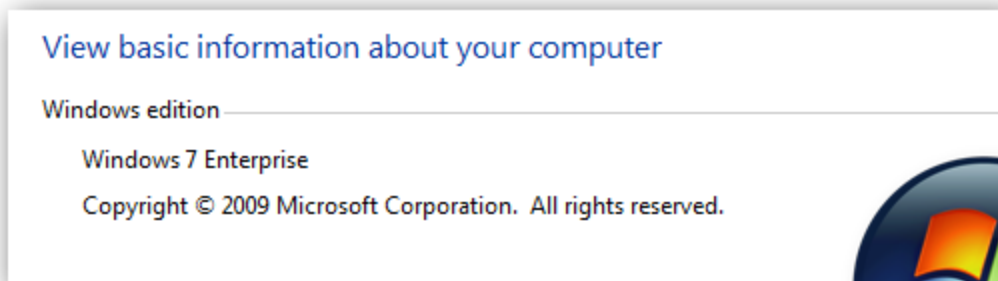 View basic information about your computer
Windows edition
Windows 7 Enterprise
Copyright © 2009 Microsoft Corporation.  All rights reserved.